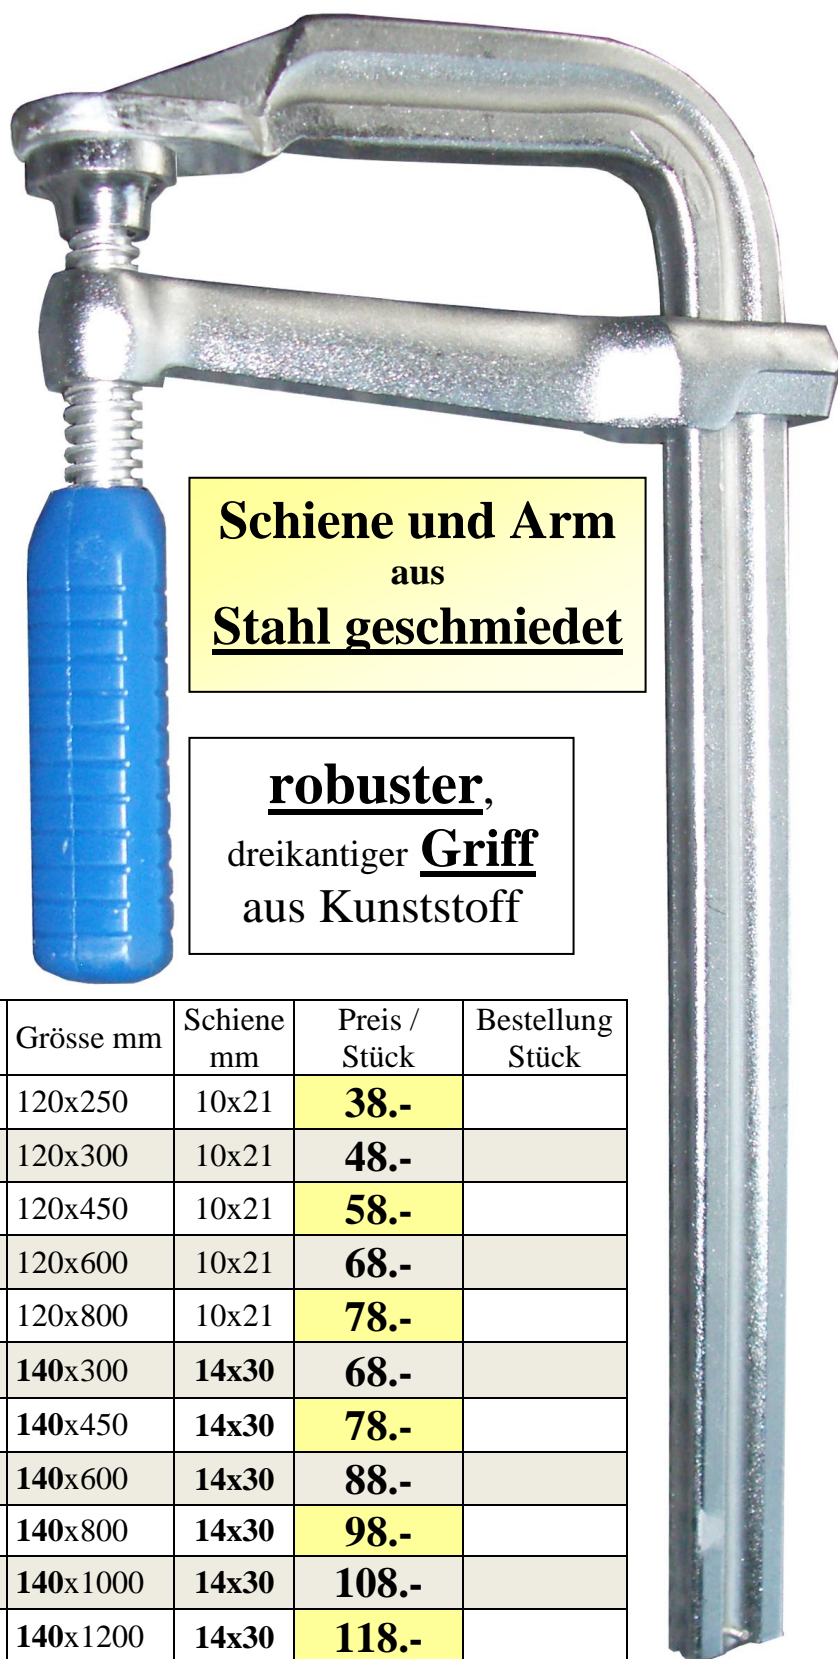 Schiene und Arm
aus
Stahl geschmiedet
robuster,
dreikantiger Griff
aus Kunststoff
Grösse mm Schiene mm Preis / Stück Bestellung Stück
120x250 10x21 38.-
120x300 10x21 48.-
120x450 10x21 58.-
120x600 10x21 68.-
120x800 10x21 78.-
140x300 14x30 68.-
140x450 14x30 78.-
140x600 14x30 88.-
140x800 14x30 98.-
140x1000 14x30 108.-
140x1200 14x30 118.-